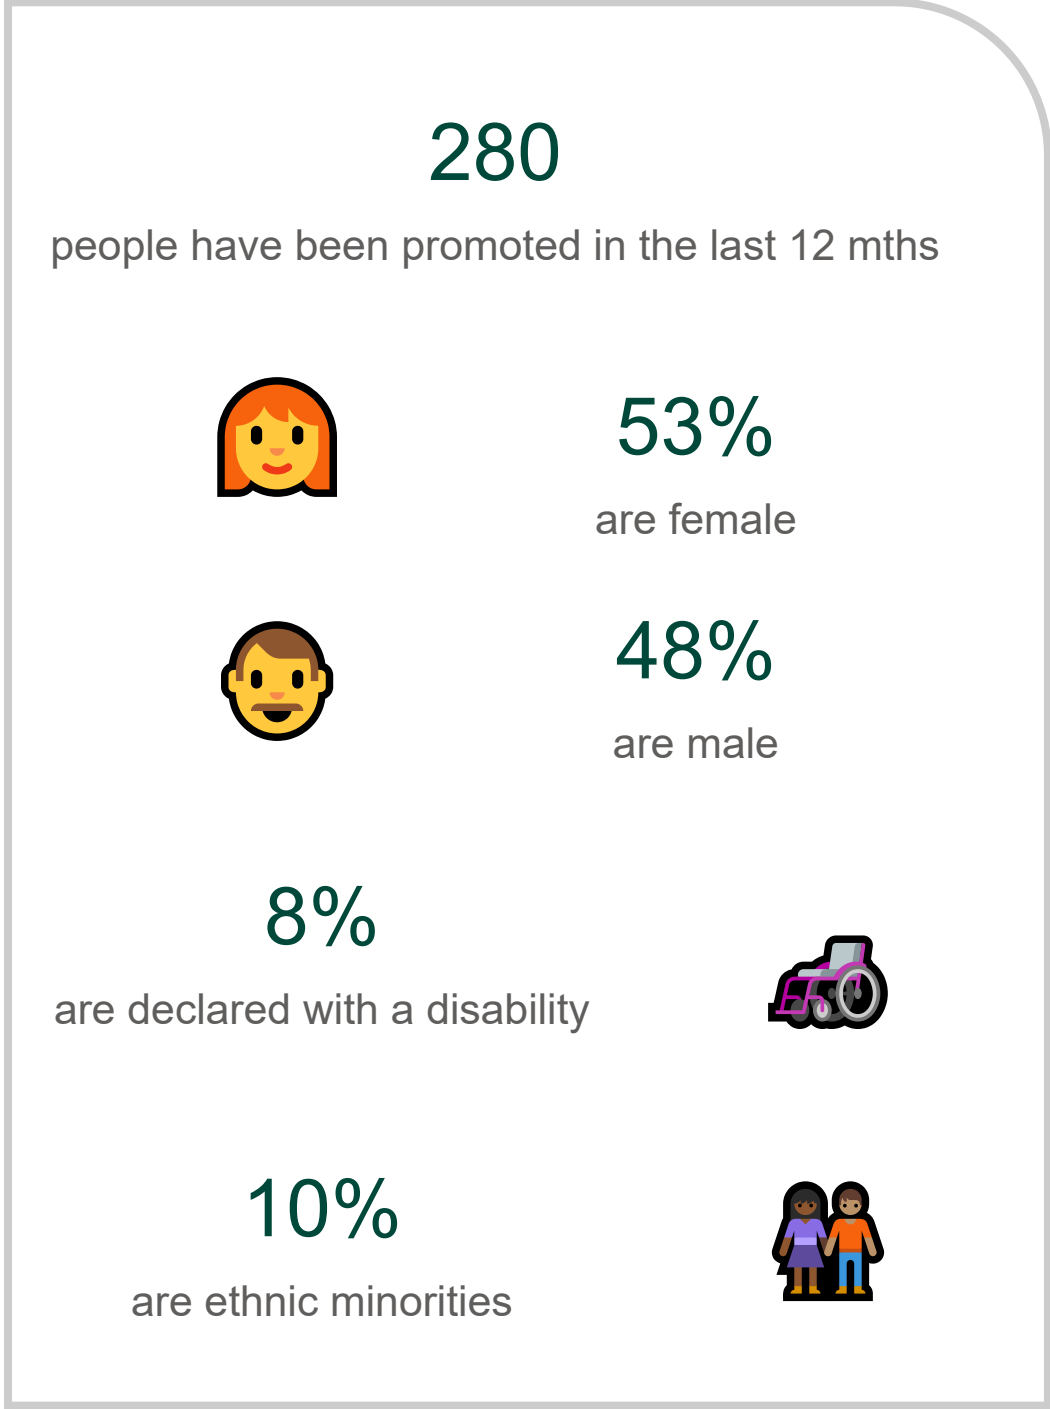 280
people have been promoted in the last 12 mths
53%
are female
48%
are male
8%
are declared with a disability
10%
are ethnic minorities